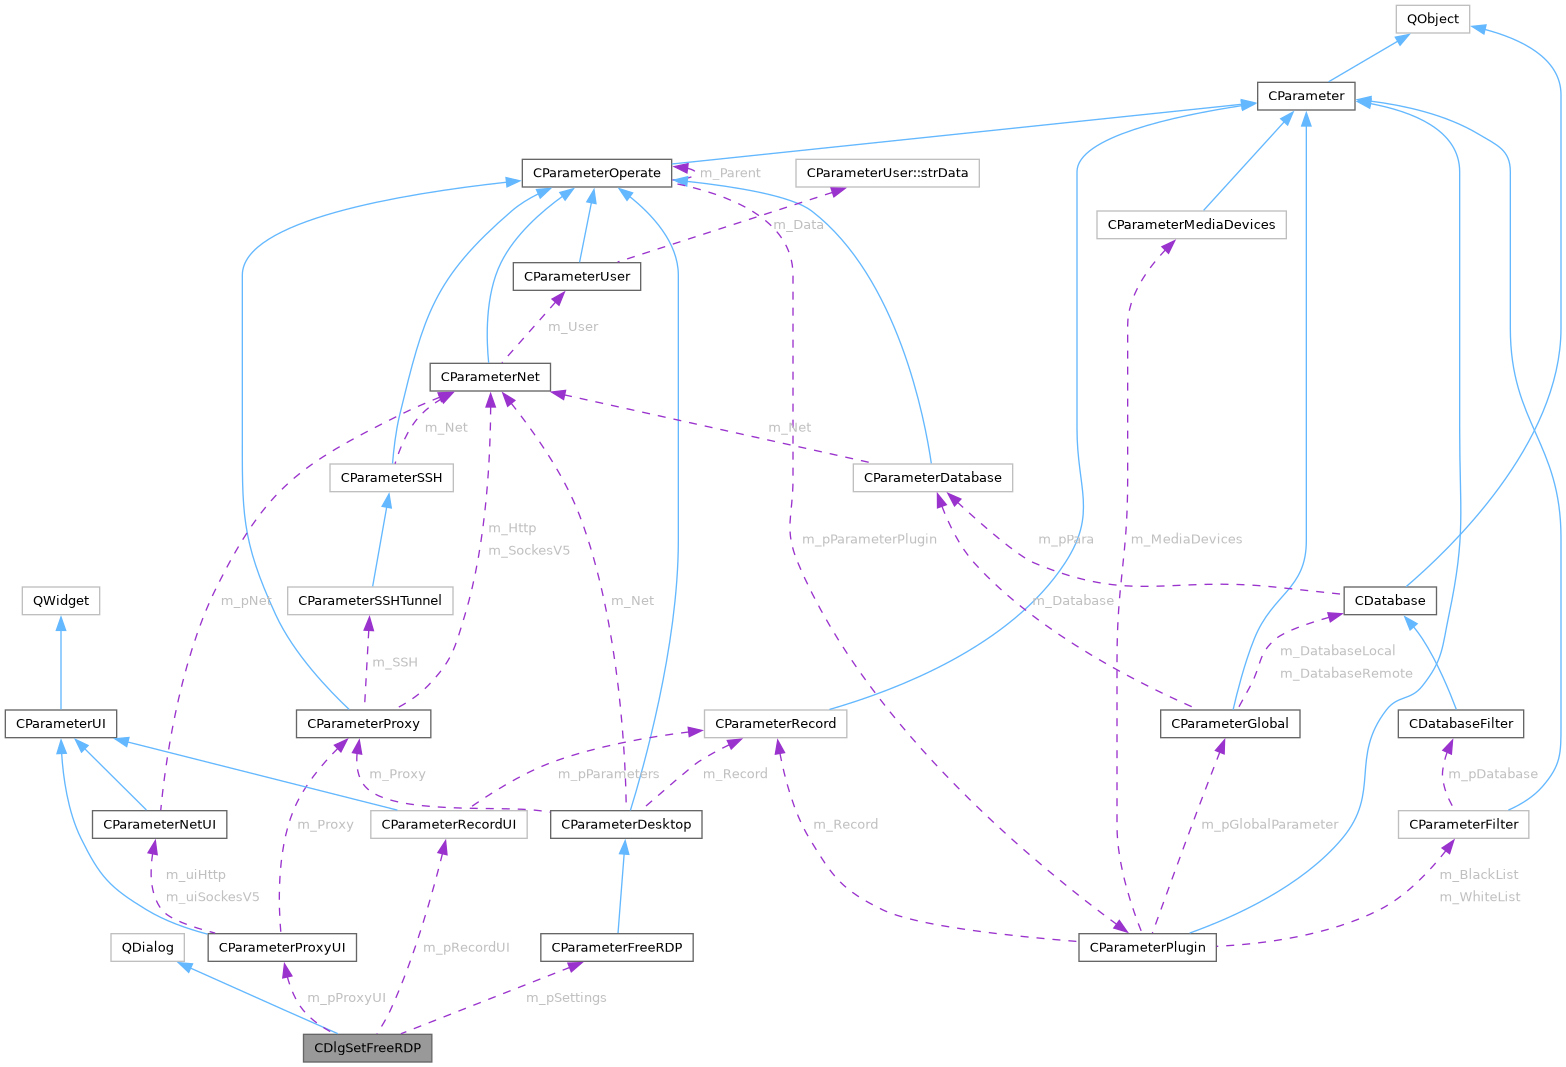 QObject
CParameter
CParameterOperate
m_Parent
CParameterUser::strData
m_Data
CParameterMediaDevices
CParameterUser
m_User
CParameterNet
m_Net
m_Net
CParameterSSH
CParameterDatabase
m_Http
m_SockesV5
m_pParameterPlugin
m_pPara
m_MediaDevices
QWidget
m_pNet
CParameterSSHTunnel
m_Net
m_Database
CDatabase
m_SSH
m_DatabaseLocal
m_DatabaseRemote
CParameterUI
CParameterProxy
CParameterRecord
CParameterGlobal
CDatabaseFilter
m_Proxy
m_pParameters
m_Record
m_pDatabase
CParameterNetUI
m_Proxy
CParameterRecordUI
CParameterDesktop
m_Record
m_pGlobalParameter
CParameterFilter
m_uiHttp
m_uiSockesV5
m_BlackList
m_WhiteList
QDialog
CParameterProxyUI
m_pRecordUI
CParameterFreeRDP
CParameterPlugin
m_pProxyUI
m_pSettings
CDlgSetFreeRDP